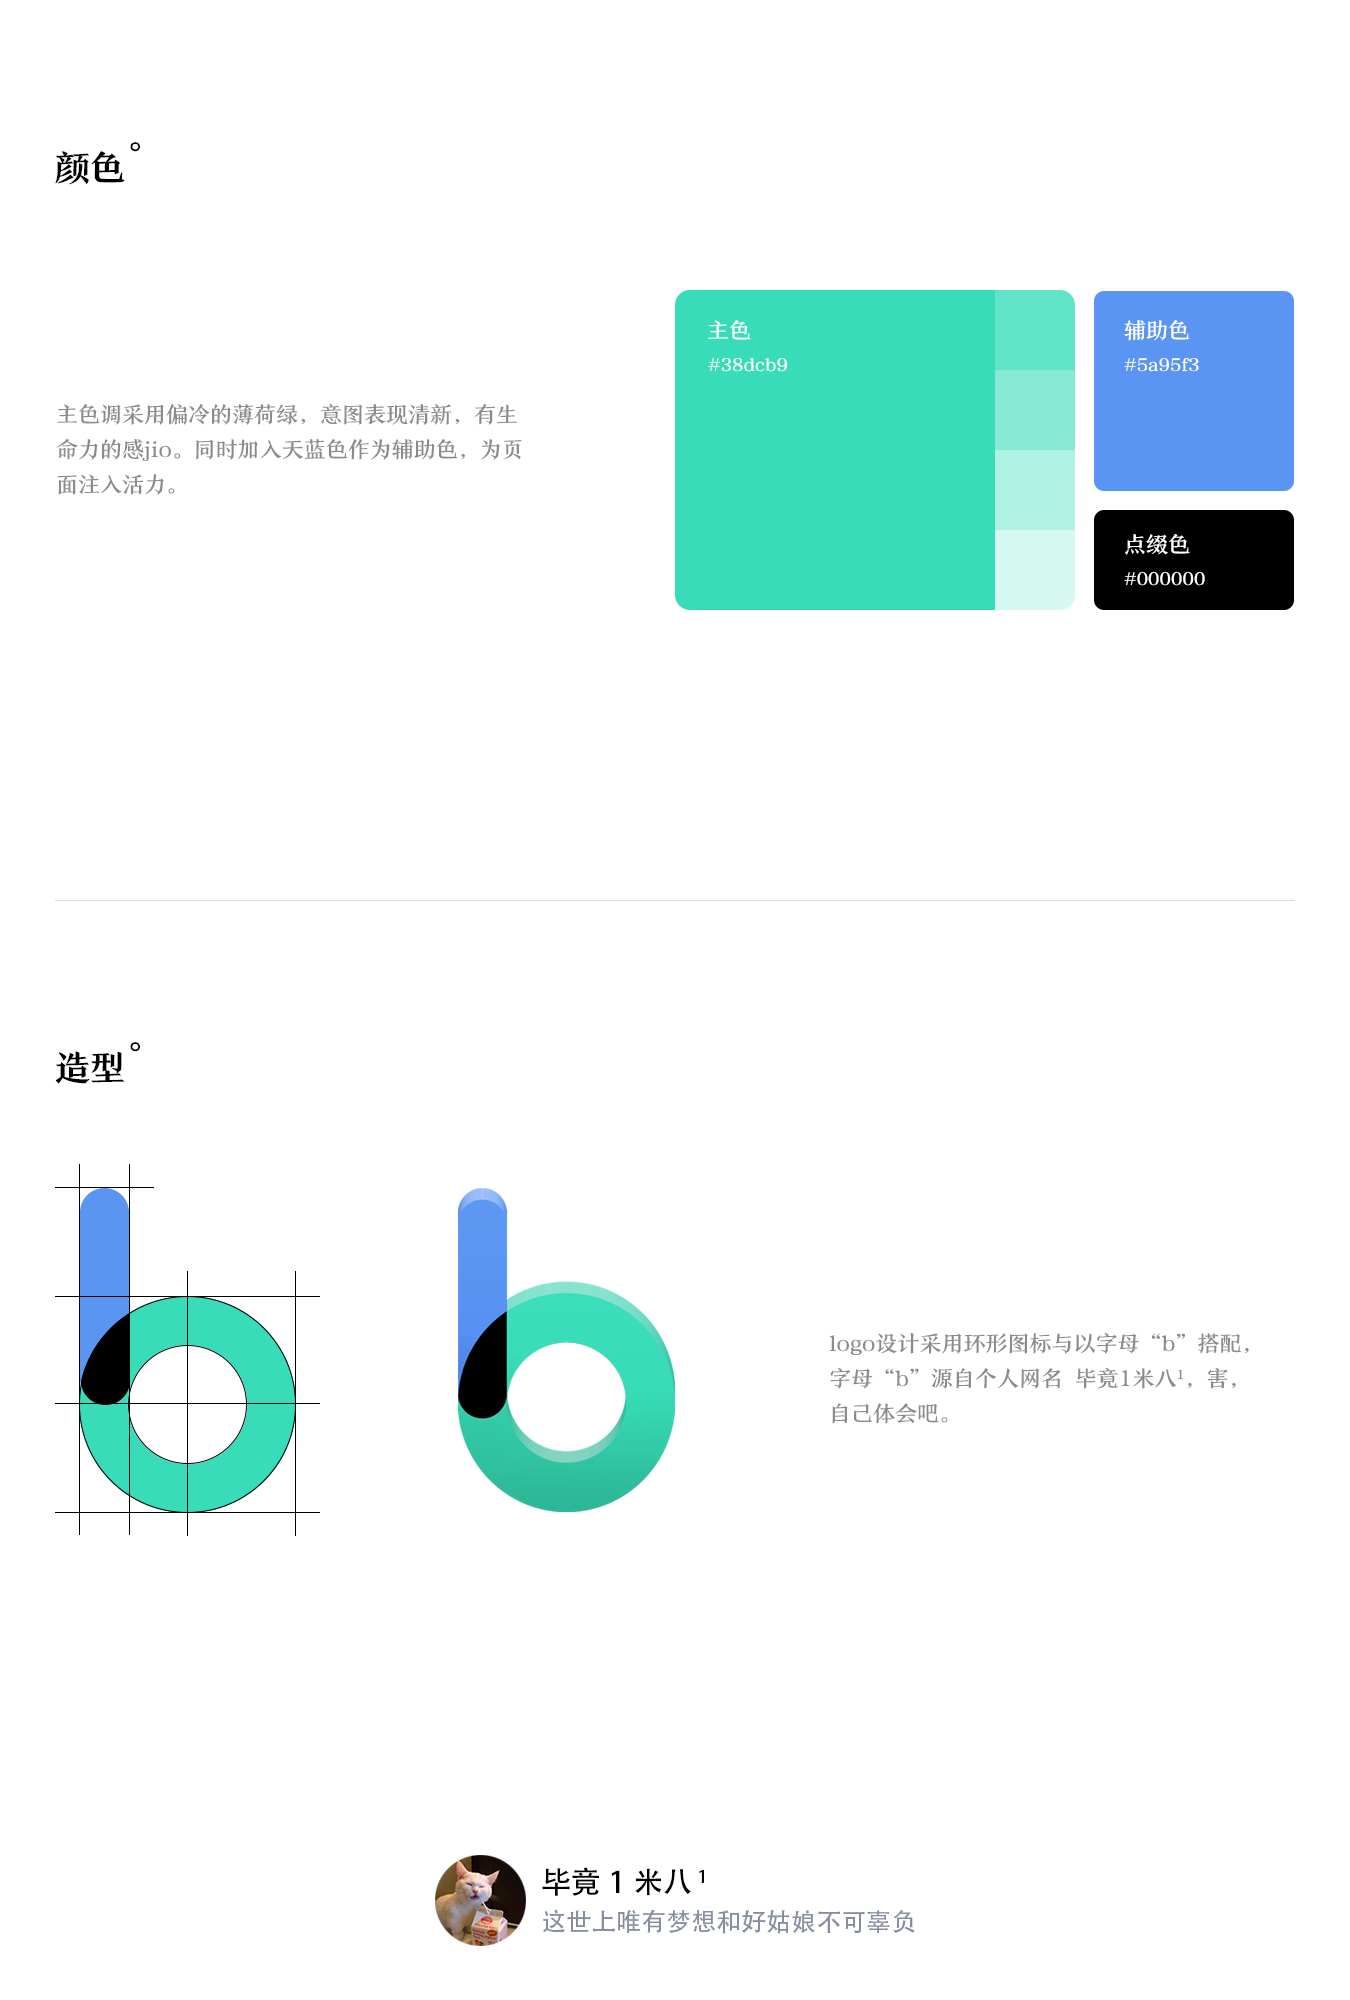 颜色°
主色
#38dcb9
辅助色
#5a95f3
主色调采用偏冷的薄荷绿，意图表现清新，有生
命力的感jio。同时加入天蓝色作为辅助色，为页
面注入活力。
点缀色
#000000
造型°
logo设计采用环形图标与以字母“b”搭配，
字母“b”源自个人网名 毕竟1米八¹，害，
自己体会吧。
毕竟 1 米八 ¹
这世上唯有梦想和好姑娘不可辜负